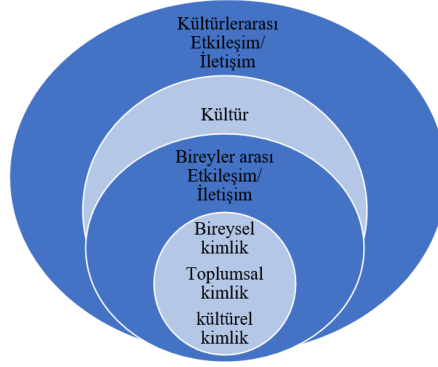 Kültürlerarası
Etkileşim/
İletişim
Kültür
Bireyler arası
Etkileşim/
İletişim
Bireysel
kimlik
Toplumsal
kimlik
kültürel
kimlik